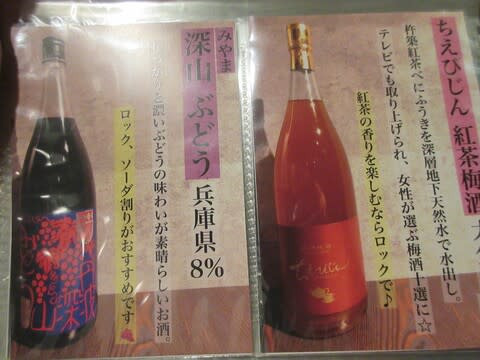 みやま
深山ぶどう 兵庫県
8%
と濃いぶどうの味わいが素晴らしいお酒。
ロック、ソーダ割りがおすすめです
ちえびじん 紅茶梅酒
杵築紅茶べにふうきを深層地下天然水で水出し。
テレビでも取り上げられ、女性が選ぶ梅酒十選に☆
紅茶の香りを楽しむならロックで♪